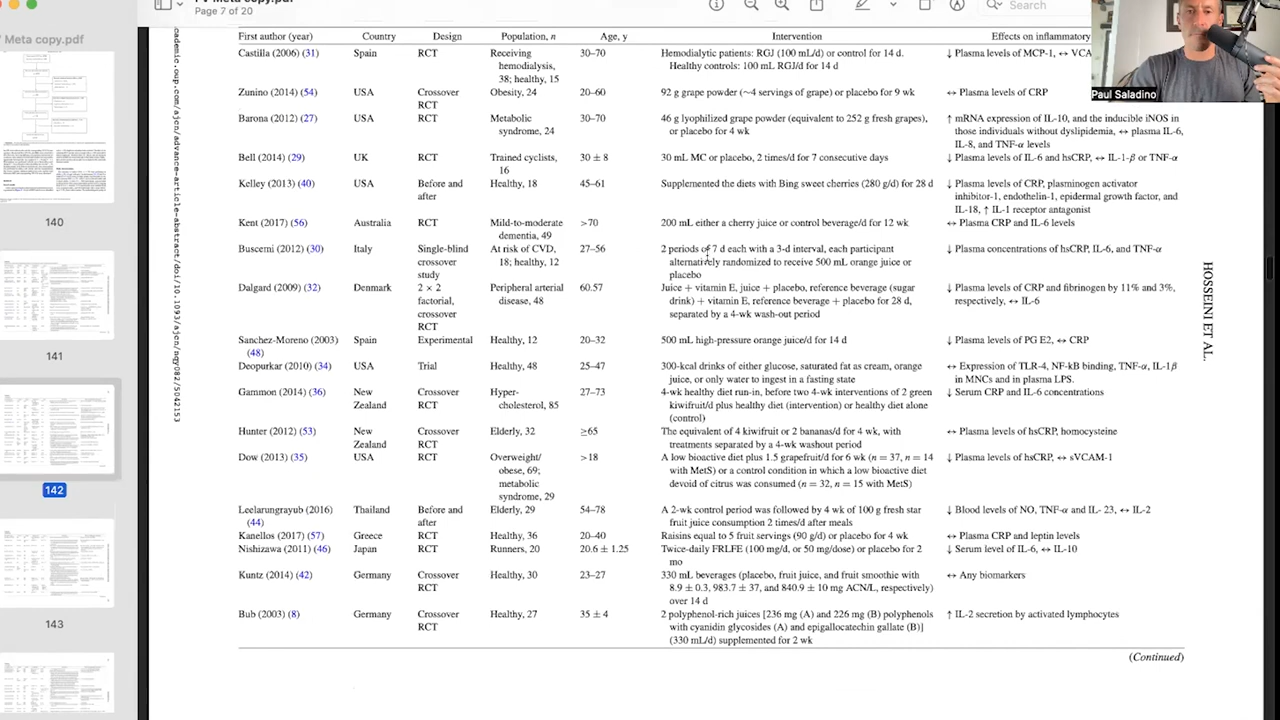 Meta copy.pdf
Page 7 of 20
Search
Meta copy.pdf
140
141
142
143
Paul Saladino
HOSSEINI ET AL.
First author (year) Country Design Population, n Age, y Intervention Effects on inflammatory
Castilla (2006) (31) Spain RCT Receiving 30–70 Hemodialytic patients: RGJ (100 mL/d) or control for 14 d. ↓ Plasma levels of MCP-1, ↔ VCA
hemodialysis, Healthy controls: 100 mL RGJ/d for 14 d
38; healthy, 15
Zunino (2014) (54) USA Crossover Obesity, 24 20–60 92 g grape powder (∼4 servings of grape) or placebo for 9 wk ↔ Plasma levels of CRP
RCT
Barona (2012) (27) USA RCT Metabolic 30–70 46 g lyophilized grape powder (equivalent to 252 g fresh grapes), ↑ mRNA expression of IL-10, and the inducible iNOS in
syndrome, 24 or placebo for 4 wk those individuals without dyslipidemia, ↔ plasma IL-6,
IL-8, and TNF-α levels
Bell (2014) (29) UK RCT Trained cyclists, 30 ± 8 30 mL MC or placebo, 2 times/d for 7 consecutive days ↓ Plasma levels of IL-6 and hsCRP, ↔ IL-1-β or TNF-α
Kelley (2013) (40) USA Before and Healthy, 18 45–61 Supplemented the diets with Bing sweet cherries (280 g/d) for 28 d ↓ Plasma levels of CRP, plasminogen activator
after inhibitor-1, endothelin-1, epidermal growth factor, and
IL-18, ↑ IL-1 receptor antagonist
Kent (2017) (56) Australia RCT Mild-to-moderate >70 200 mL either a cherry juice or control beverage/d for 12 wk ↔ Plasma CRP and IL-6 levels
dementia, 49
Buscemi (2012) (30) Italy Single-blind At risk of CVD, 27–56 2 periods of 7 d each with a 3-d interval, each participant ↓ Plasma concentrations of hsCRP, IL-6, and TNF-α
crossover 18; healthy, 12 alternatively randomized to receive 500 mL orange juice or
study placebo
Dalgard (2009) (32) Denmark 2 × 2 Peripheral arterial 60.57 Juice + vitamin E, juice + placebo, reference beverage (sugar ↓ Plasma levels of CRP and fibrinogen by 11% and 3%,
factorial, disease, 48 drink) + vitamin E, reference beverage + placebo for 28 d, respectively, ↔ IL-6
crossover separated by a 4-wk wash-out period
RCT
Sanchez-Moreno (2003) Spain Experimental Healthy, 12 20–32 500 mL high-pressure orange juice/d for 14 d ↓ Plasma levels of PG E2, ↔ CRP
(48)
Deopurkar (2010) (34) USA Trial Healthy, 48 25–47 300-kcal drinks of either glucose, saturated fat as cream, orange ↔ Expression of TLR-4, NF-kB binding, TNF-α, IL-1β
juice, or only water to ingest in a fasting state in MNCs and in plasma LPS.
Gammon (2014) (36) New Crossover Hyper- 27–73 4-wk healthy diet run-in, before two 4-wk interventions of 2 green ↓ Serum CRP and IL-6 concentrations
Zealand RCT cholesterol, 85 kiwifruit/d plus healthy diet (intervention) or healthy diet alone
(control)
Hunter (2012) (53) New Crossover Elderly, 32 ≥65 The equivalent of 4 kiwifruit or 2 bananas/d for 4 wk, with ↔ Plasma levels of hsCRP, homocysteine
Zealand RCT treatments separated by a 4-wk washout period
Dow (2013) (35) USA RCT Overweight/ >18 A low bioactive diet plus 1.5 grapefruit/d for 6 wk (n = 37, n = 14 ↓ Plasma levels of hsCRP, ↔ sVCAM-1
obese, 69; with MetS) or a control condition in which a low bioactive diet
metabolic devoid of citrus was consumed (n = 32, n = 15 with MetS)
syndrome, 29
Leelarungrayub (2016) Thailand Before and Elderly, 29 54–78 A 2-wk control period was followed by 4 wk of 100 g fresh star ↓ Blood levels of NO, TNF-α and IL- 23, ↔ IL-2
(44) after fruit juice consumption 2 times/d after meals
Kanellos (2017) (57) Greece RCT Healthy, 36 20–40 Raisins equal to 5 fruit servings (90 g/d) or placebo for 4 wk ↔ Plasma CRP and leptin levels
Nishizawa (2011) (46) Japan RCT Runners, 20 20.6 ± 1.25 Twice-daily FRLFE (100 mg/d, or 50 mg/dose) or placebo for 2 ↓ Serum level of IL-6, ↔ IL-10
mo
Kuntz (2014) (42) Germany Crossover Healthy, 30 23–27 330 mL beverages (placebo, fruit juice, and fruit smoothie with ↔ Any biomarkers
RCT 8.9 ± 0.3, 983.7 ± 37, and 840.9 ± 10 mg ACN/L, respectively)
over 14 d
Bub (2003) (8) Germany Crossover Healthy, 27 35 ± 4 2 polyphenol-rich juices [236 mg (A) and 226 mg (B) polyphenols ↑ IL-2 secretion by activated lymphocytes
RCT with cyanidin glycosides (A) and epigallocatechin gallate (B)]
(330 mL/d) supplemented for 2 wk
(Continued)